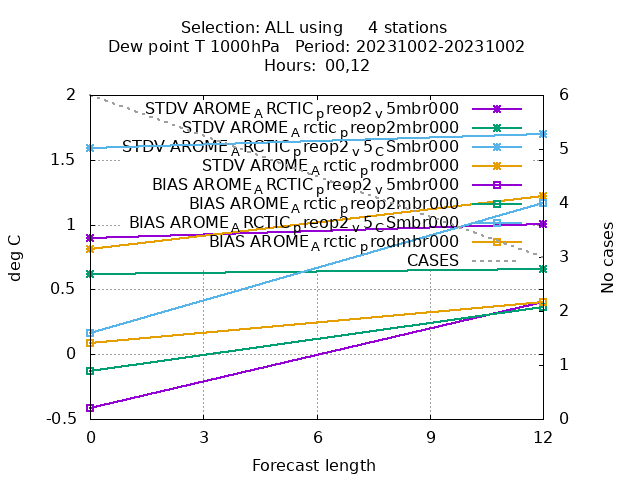 Selection: ALL using 4 stations
Dew point T 1000hPa Period: 20231002-20231002
Hours: 00,12
2
1.5
1
0.5
0
-0.5
deg C
STDV AROME_ARCTIC_preop2_v5mbr000
STDV AROME_Arctic_preop2mbr000
STDV AROME_ARCTIC_preop2_v5_CSmbr000
STDV AROME_Arctic_prodmbr000
BIAS AROME_ARCTIC_preop2_v5mbr000
BIAS AROME_Arctic_preop2mbr000
BIAS AROME_ARCTIC_preop2_v5_CSmbr000
BIAS AROME_Arctic_prodmbr000
CASES
6
5
4
3
2
1
0
No cases
0 3 6 9 12
Forecast length